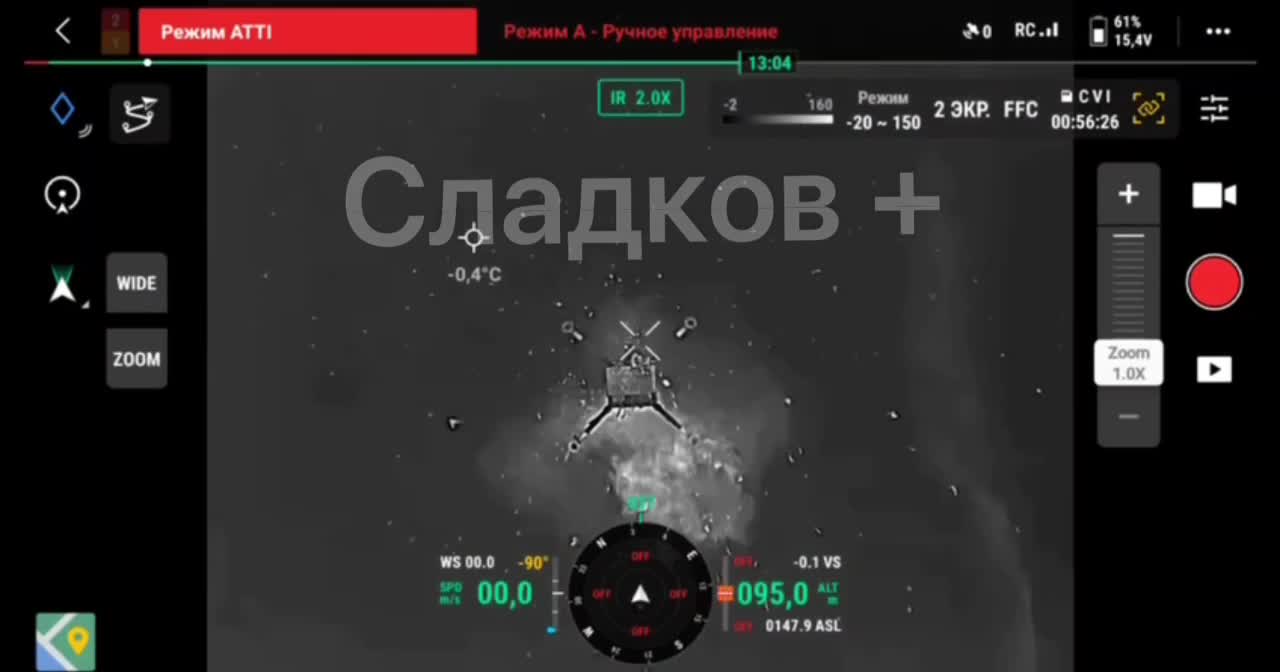 Режим ATTI
Режим A - Ручное управление
0
RC
61%
15,4V
13:04
IR 2.0X
-2
160
Режим
-20 ~ 150
2 ЭКР.
FFC
CVI
00:56:26
Сладков +
-0,4°C
WIDE
ZOOM
Zoom
1.0X
N
E
S
W
OFF
OFF
OFF
OFF
WS 00.0
-90°
SPD
m/s
00,0
OFF
-0.1 VS
095,0
ALT
m
OFF
0147.9 ASL